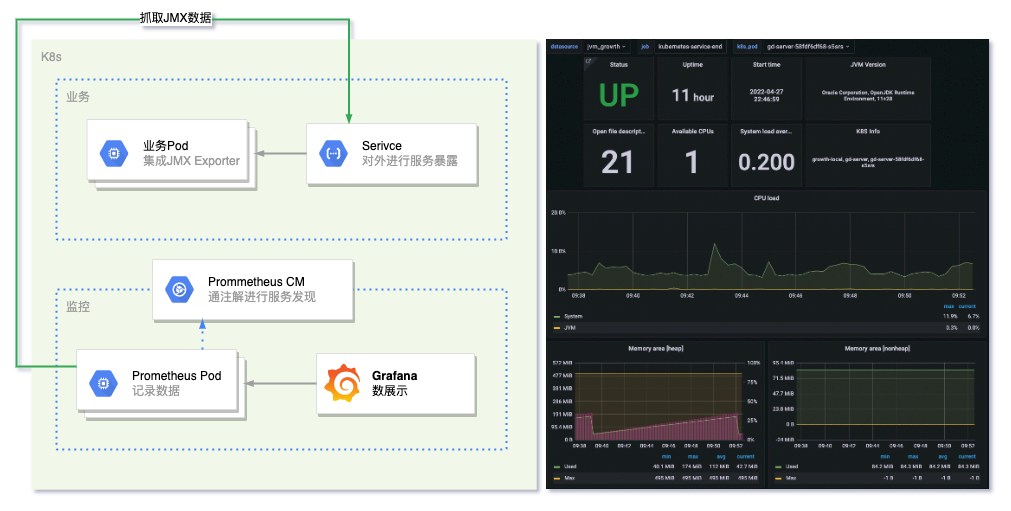 抓取JMX数据
K8s
业务
业务Pod
集成JMX Exporter
Serivce
对外进行服务暴露
Prommetheus CM
通注解进行服务发现
监控
Prometheus Pod
记录数据
Grafana
数展示
datasource jvm_growth job kubernetes-service-end k8s_pod gd-server-58fdf6df68-s5srs
Status
UP
Uptime
11 hour
Start time
2022-04-27
22:46:59
JVM Version
Oracle Corporation, OpenJDK Runtime
Environment, 11+28
Open file descript...
21
Available CPUs
1
System load aver...
0.200
K8S Info
growth-local, gd-server, gd-server-58fdf6df68-
s5srs
CPU load
20.0%
10.0%
0%
09:38 09:40 09:42 09:44 09:46 09:48 09:50 09:52
max current
System 11.9% 6.7%
JVM 0.3% 0.0%
Memory area [heap]
572 MiB
477 MiB
381 MiB
286 MiB
191 MiB
95.4 MiB
0 B
100%
75%
50%
25%
0%
09:38 09:40 09:42 09:44 09:46 09:48 09:50 09:52
min max avg current
Used 40.1 MiB 174 MiB 112 MiB 42.7 MiB
Max 495 MiB 495 MiB 495 MiB 495 MiB
Memory area [nonheap]
95.4 MiB
71.5 MiB
47.7 MiB
23.8 MiB
0 B
-24 MiB
09:38 09:40 09:42 09:44 09:46 09:48 09:50 09:52
min max avg current
Used 84.2 MiB 84.3 MiB 84.2 MiB 84.3 MiB
Max -1 B -1 B -1 B -1 B